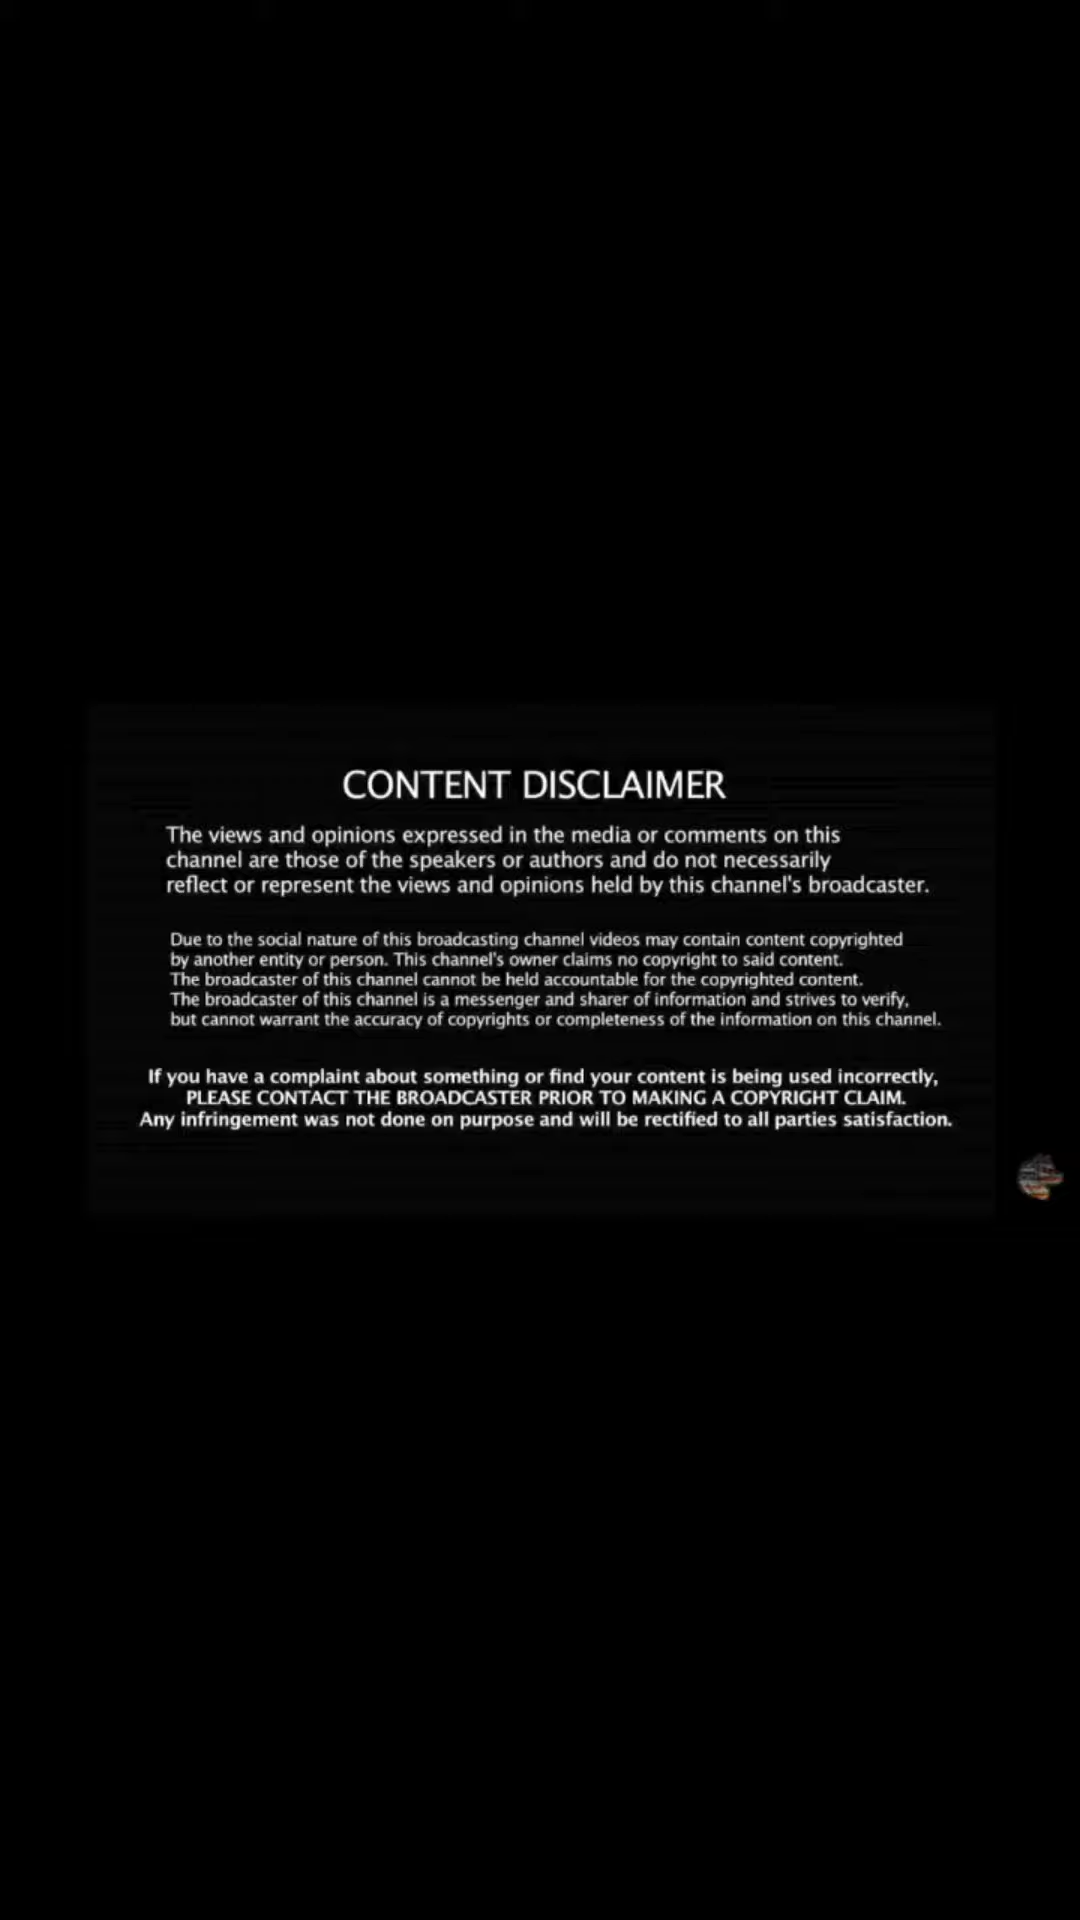 CONTENT DISCLAIMER
The views and opinions expressed in the media or comments on this
channel are those of the speakers or authors and do not necessarily
reflect or represent the views and opinions held by this channel's broadcaster.
Due to the social nature of this broadcasting channel videos may contain content copyrighted
by another entity or person. This channel's owner claims no copyright to said content.
The broadcaster of this channel cannot be held accountable for the copyrighted content.
The broadcaster of this channel is a messenger and sharer of information and strives to verify,
but cannot warrant the accuracy of copyrights or completeness of the information on this channel.
If you have a complaint about something or find your content is being used incorrectly,
PLEASE CONTACT THE BROADCASTER PRIOR TO MAKING A COPYRIGHT CLAIM.
Any infringement was not done on purpose and will be rectified to all parties satisfaction.